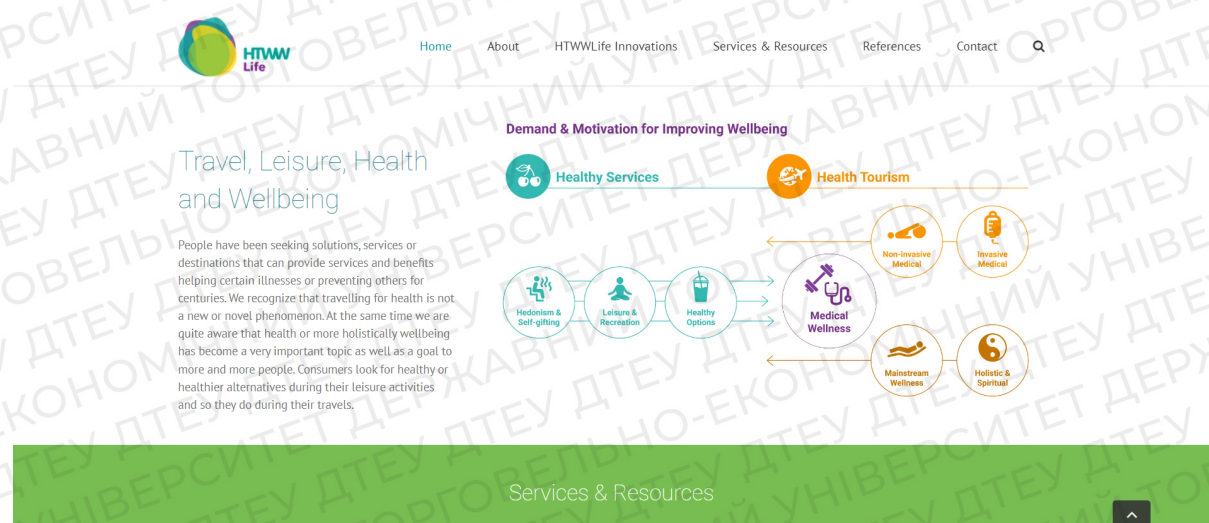 HTWW
Life
Home
About
HTWWLife Innovations
Services & Resources
References
Contact
Travel, Leisure, Health
and Wellbeing
People have been seeking solutions, services or
destinations that can provide services and benefits
helping certain illnesses or preventing others for
centuries. We recognize that travelling for health is not
a new or novel phenomenon. At the same time we are
quite aware that health or more holistically wellbeing
has become a very important topic as well as a goal to
more and more people. Consumers look for healthy or
healthier alternatives during their leisure activities
and so they do during their travels.
Demand & Motivation for Improving Wellbeing
Healthy Services
Health Tourism
Non-invasive
Medical
Invasive
Medical
Hedonism &
Self-gifting
Leisure &
Recreation
Healthy
Options
Medical
Wellness
Mainstream
Wellness
Holistic &
Spiritual
Services & Resources